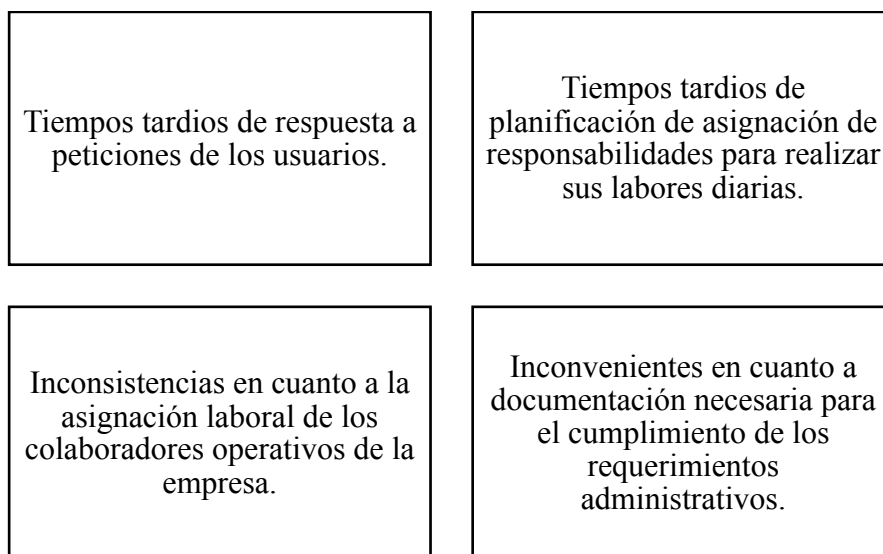 Tiempos tardios de respuesta a
peticiones de los usuarios.
Tiempos tardios de
planificación de asignación de
responsabilidades para realizar
sus labores diarias.
Inconsistencias en cuanto a la
asignación laboral de los
colaboradores operativos de la
empresa.
Inconvenientes en cuanto a
documentación necesaria para
el cumplimiento de los
requerimientos
administrativos.